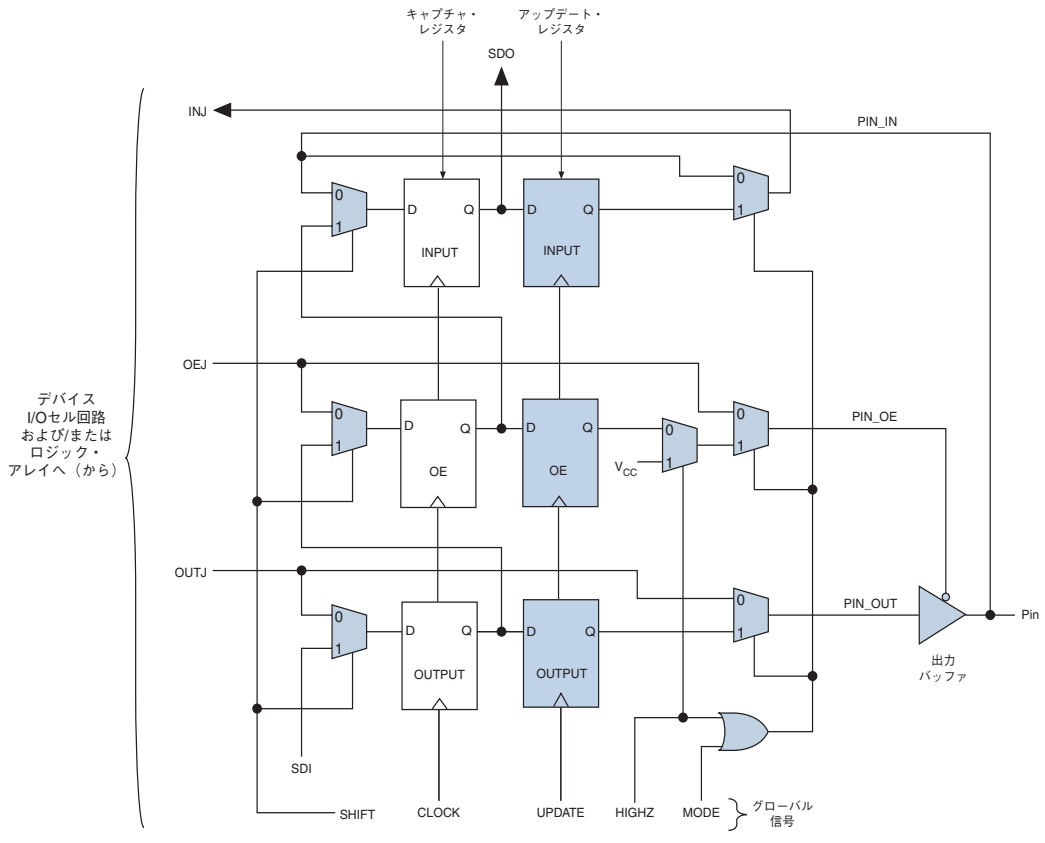 キャプチャ・
レジスタ
アップデート・
レジスタ
SDO
INJ
PIN_IN
0
1
D
Q
INPUT
D
Q
INPUT
0
1
OEJ
デバイス
I/Oセル回路
および/または
ロジック・
アレイへ（から）
0
1
D
Q
OE
D
Q
OE
0
1
VCC
0
1
PIN_OE
OUTJ
0
1
D
Q
OUTPUT
D
Q
OUTPUT
0
1
PIN_OUT
Pin
出力
バッファ
SDI
SHIFT
CLOCK
UPDATE
HIGHZ
MODE
グローバル
信号